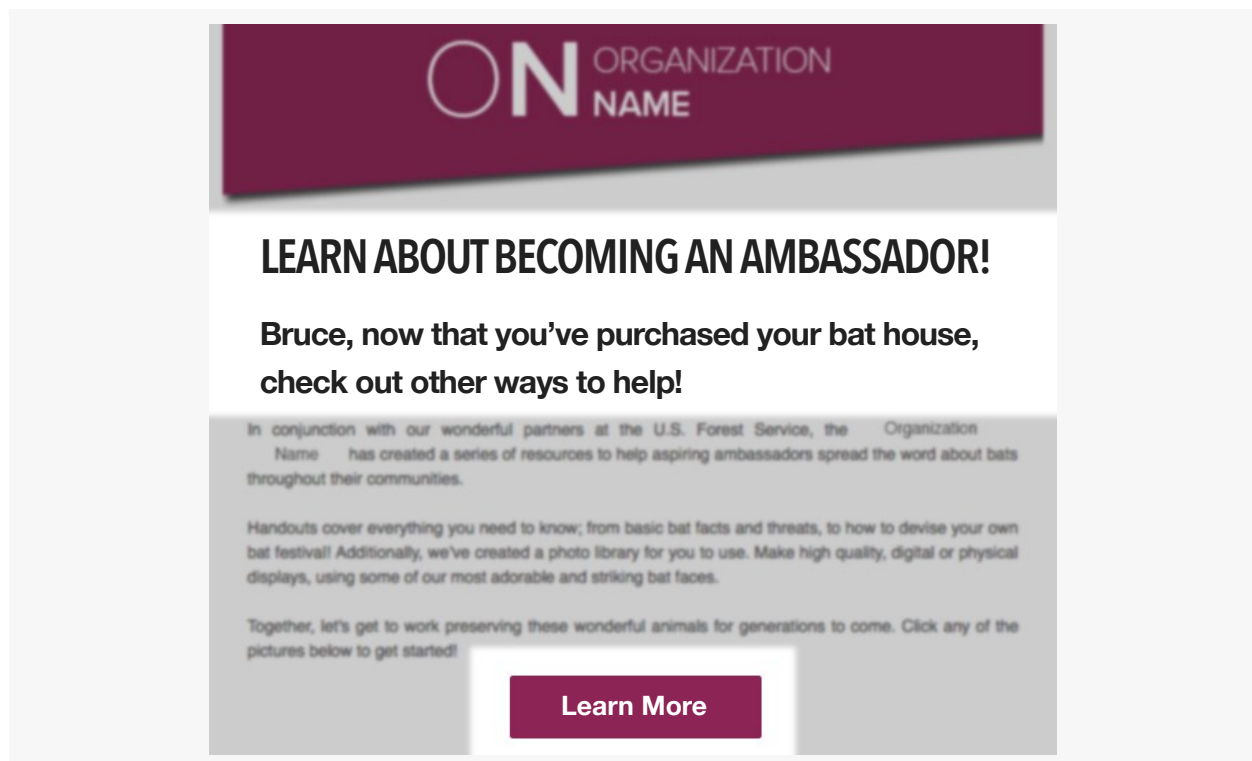 ON ORGANIZATION
NAME
LEARN ABOUT BECOMING AN AMBASSADOR!
Bruce, now that you’ve purchased your bat house,
check out other ways to help!
In conjunction with our wonderful partners at the U.S. Forest Service, the Organization
Name has created a series of resources to help aspiring ambassadors spread the word about bats
throughout their communities.
Handouts cover everything you need to know; from basic bat facts and threats, to how to devise your own
bat festival! Additionally, we've created a photo library for you to use. Make high quality, digital or physical
displays, using some of our most adorable and striking bat faces.
Together, let's get to work preserving these wonderful animals for generations to come. Click any of the
pictures below to get started!
Learn More